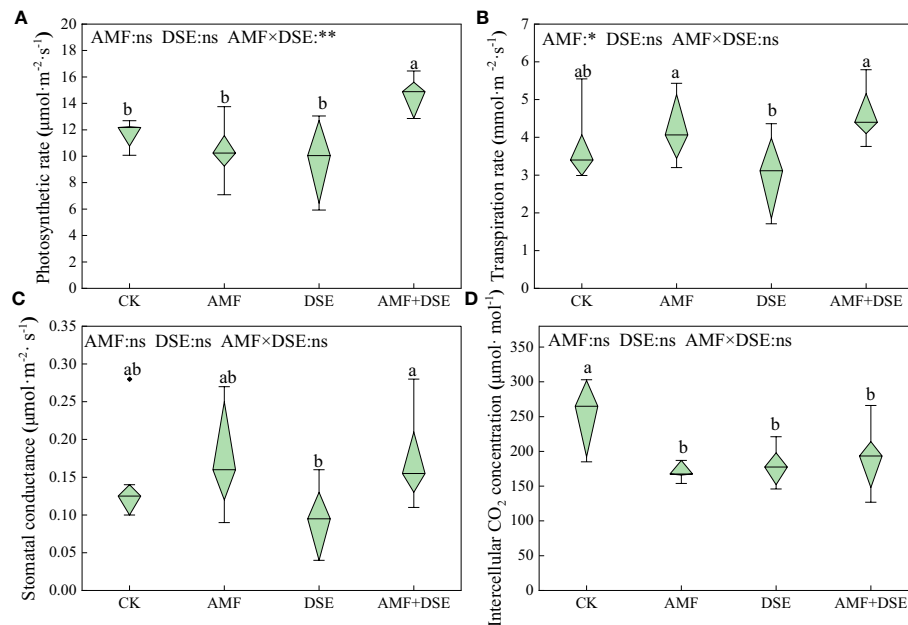 A
Photosynthetic rate (μmol·m⁻²·s⁻¹)
20
18
16
14
12
10
8
6
4
2
0
AMF:ns DSE:ns AMF×DSE:**
b
b
b
a
CK
AMF
DSE
AMF+DSE
B
Transpiration rate (mmol·m⁻²·s⁻¹)
7
6
5
4
3
2
1
0
AMF:* DSE:ns AMF×DSE:ns
ab
a
b
a
CK
AMF
DSE
AMF+DSE
C
Stomatal conductance (μmol·m⁻²· s⁻¹)
0.35
0.30
0.25
0.20
0.15
0.10
0.05
0.00
AMF:ns DSE:ns AMF×DSE:ns
ab
ab
b
a
CK
AMF
DSE
AMF+DSE
D
Intercellular CO₂ concentration (μmol· mol⁻¹)
350
300
250
200
150
100
50
0
AMF:ns DSE:ns AMF×DSE:ns
a
b
b
b
CK
AMF
DSE
AMF+DSE